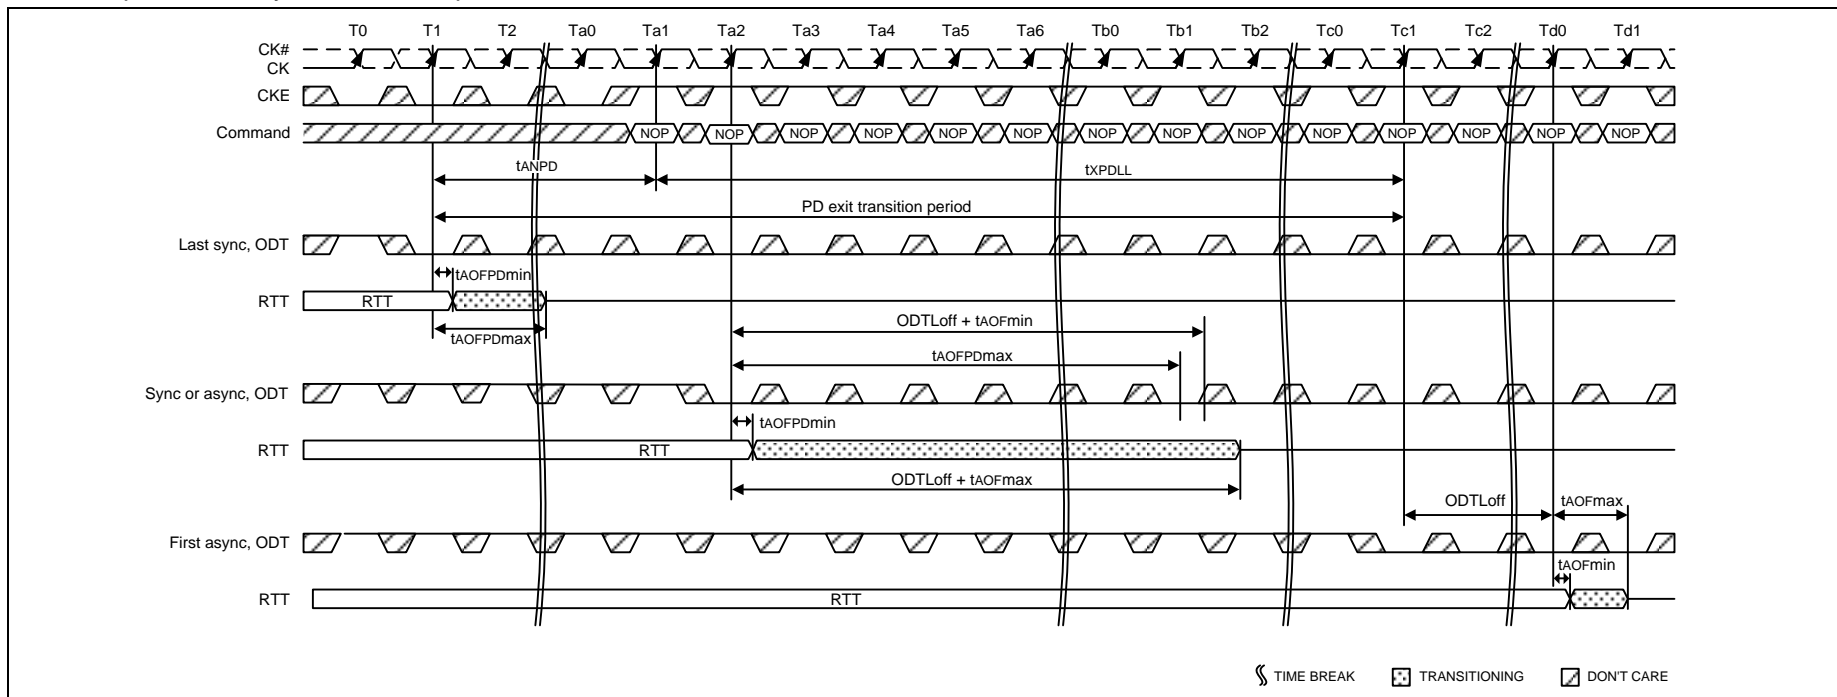 T0 T1 T2 Ta0 Ta1 Ta2 Ta3 Ta4 Ta5 Ta6 Tb0 Tb1 Tb2 Tc0 Tc1 Tc2 Td0 Td1
CK#
CK
CKE
Command NOP NOP NOP NOP NOP NOP NOP NOP NOP NOP NOP NOP NOP NOP
tANPD tXPDLL
PD exit transition period
Last sync, ODT
tAOFPDmin
RTT RTT
tAOFPDmax
ODTLoff + tAOFmin
tAOFPDmax
Sync or async, ODT
tAOFPDmin
RTT RTT
ODTLoff + tAOFmax
ODTLoff tAOFmax
First async, ODT
tAOFmin
RTT RTT
TIME BREAK TRANSITIONING DON'T CARE